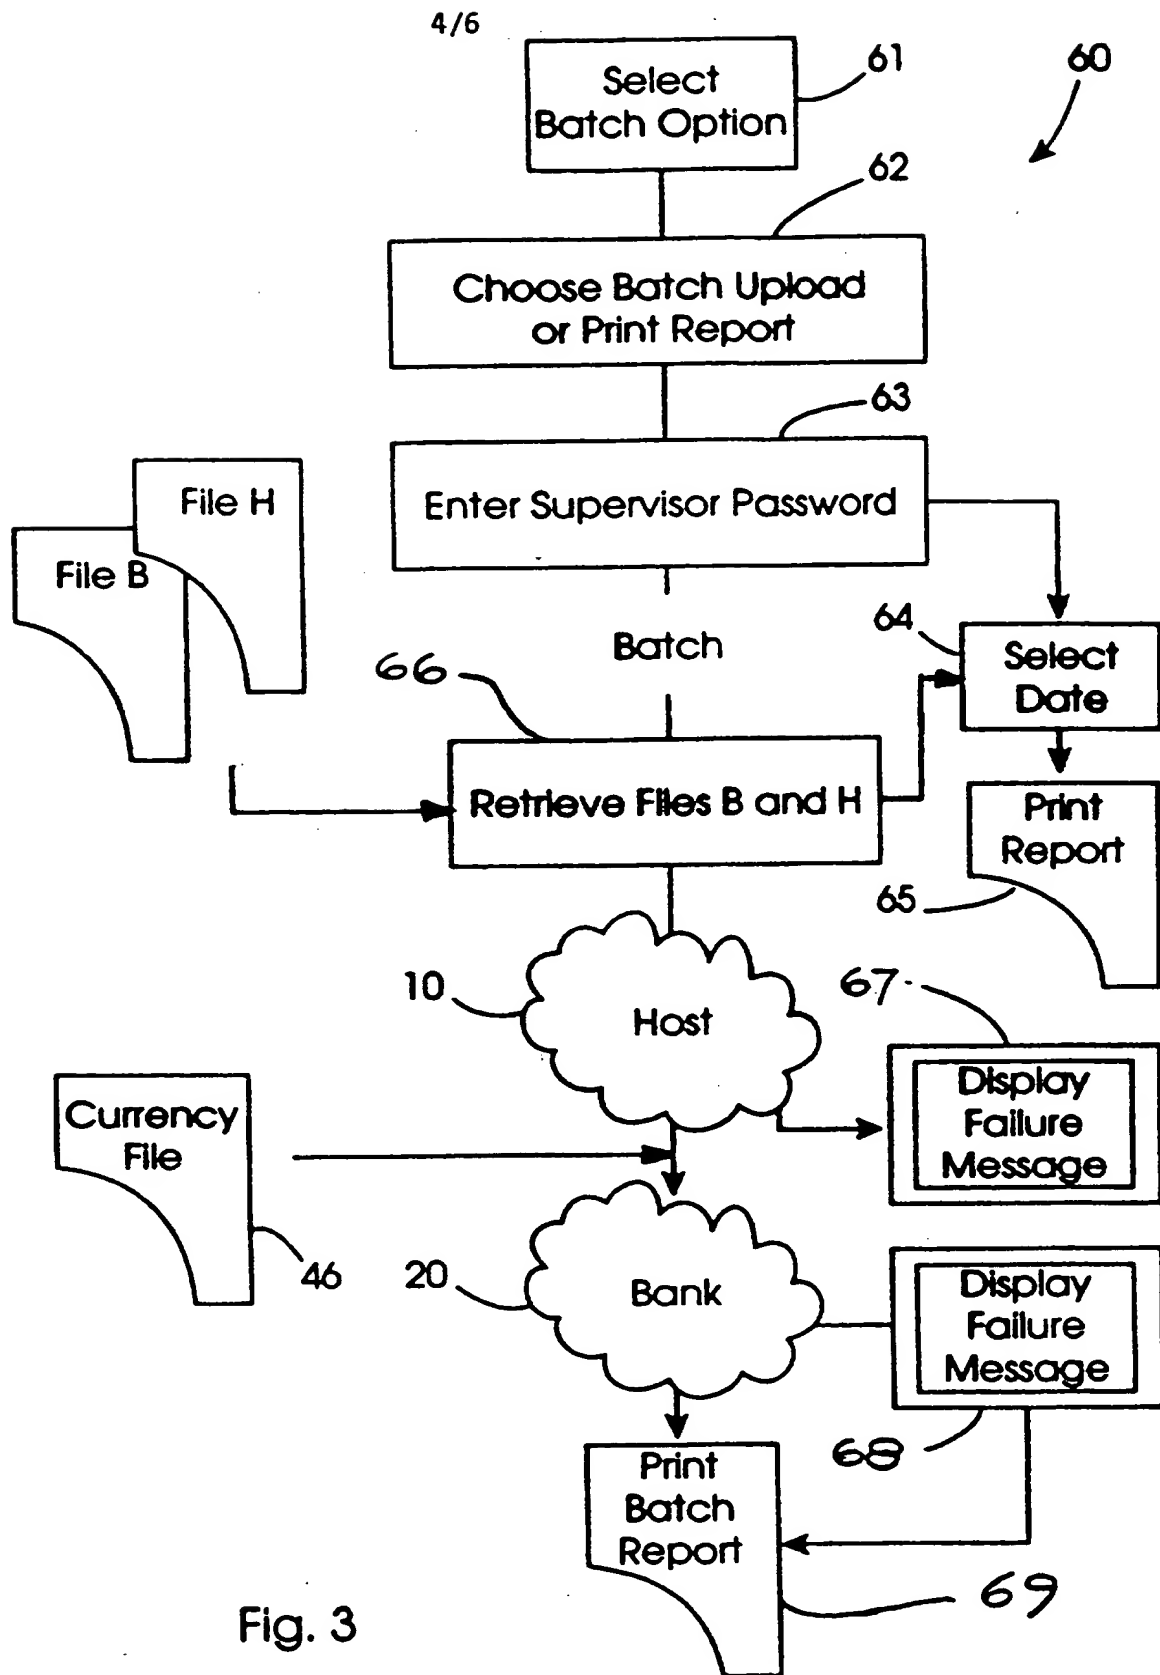 4/6
Select
Batch Option
61
60
62
Choose Batch Upload
or Print Report
63
Enter Supervisor Password
File H
File B
Batch
64
Select
Date
66
Retrieve Files B and H
Print
Report
65
10
Host
67
Display
Failure
Message
Currency
File
46
20
Bank
Display
Failure
Message
68
Print
Batch
Report
69
Fig. 3